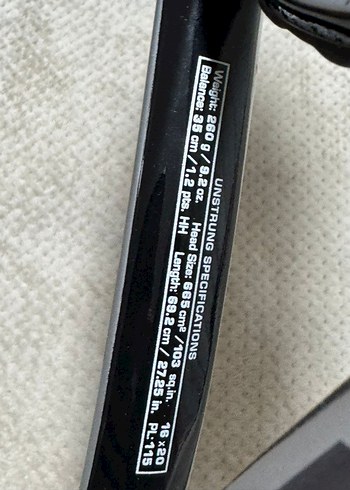 UNSTRUNG SPECIFICATIONS
Weight: 260 g / 9.2 oz. Head Size: 665 cm² / 103 sq.in. 16 x 20
Balance: 35 cm / 1.2 pts. HH Length: 69.2 cm / 27.25 in. PL:115